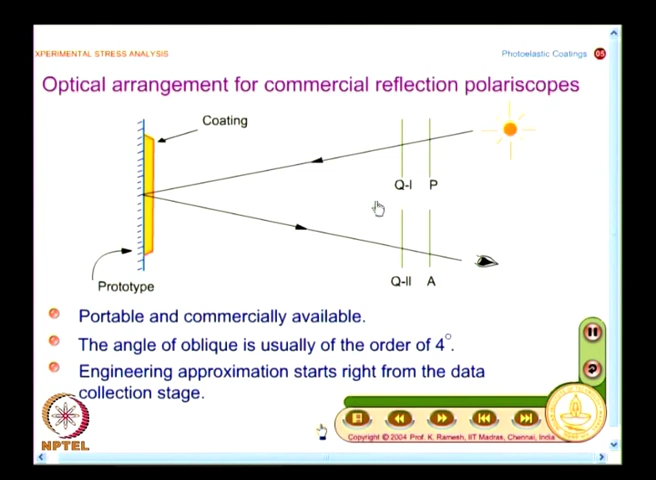 XPERIMENTAL STRESS ANALYSIS
Photoelastic Coatings 05
Optical arrangement for commercial reflection polariscopes
Coating
Q-I P
Q-II A
Prototype
Portable and commercially available.
The angle of oblique is usually of the order of 4°.
Engineering approximation starts right from the data
collection stage.
NPTEL
Copyright © 2004 Prof. K. Ramesh, IIT Madras, Chennai, India